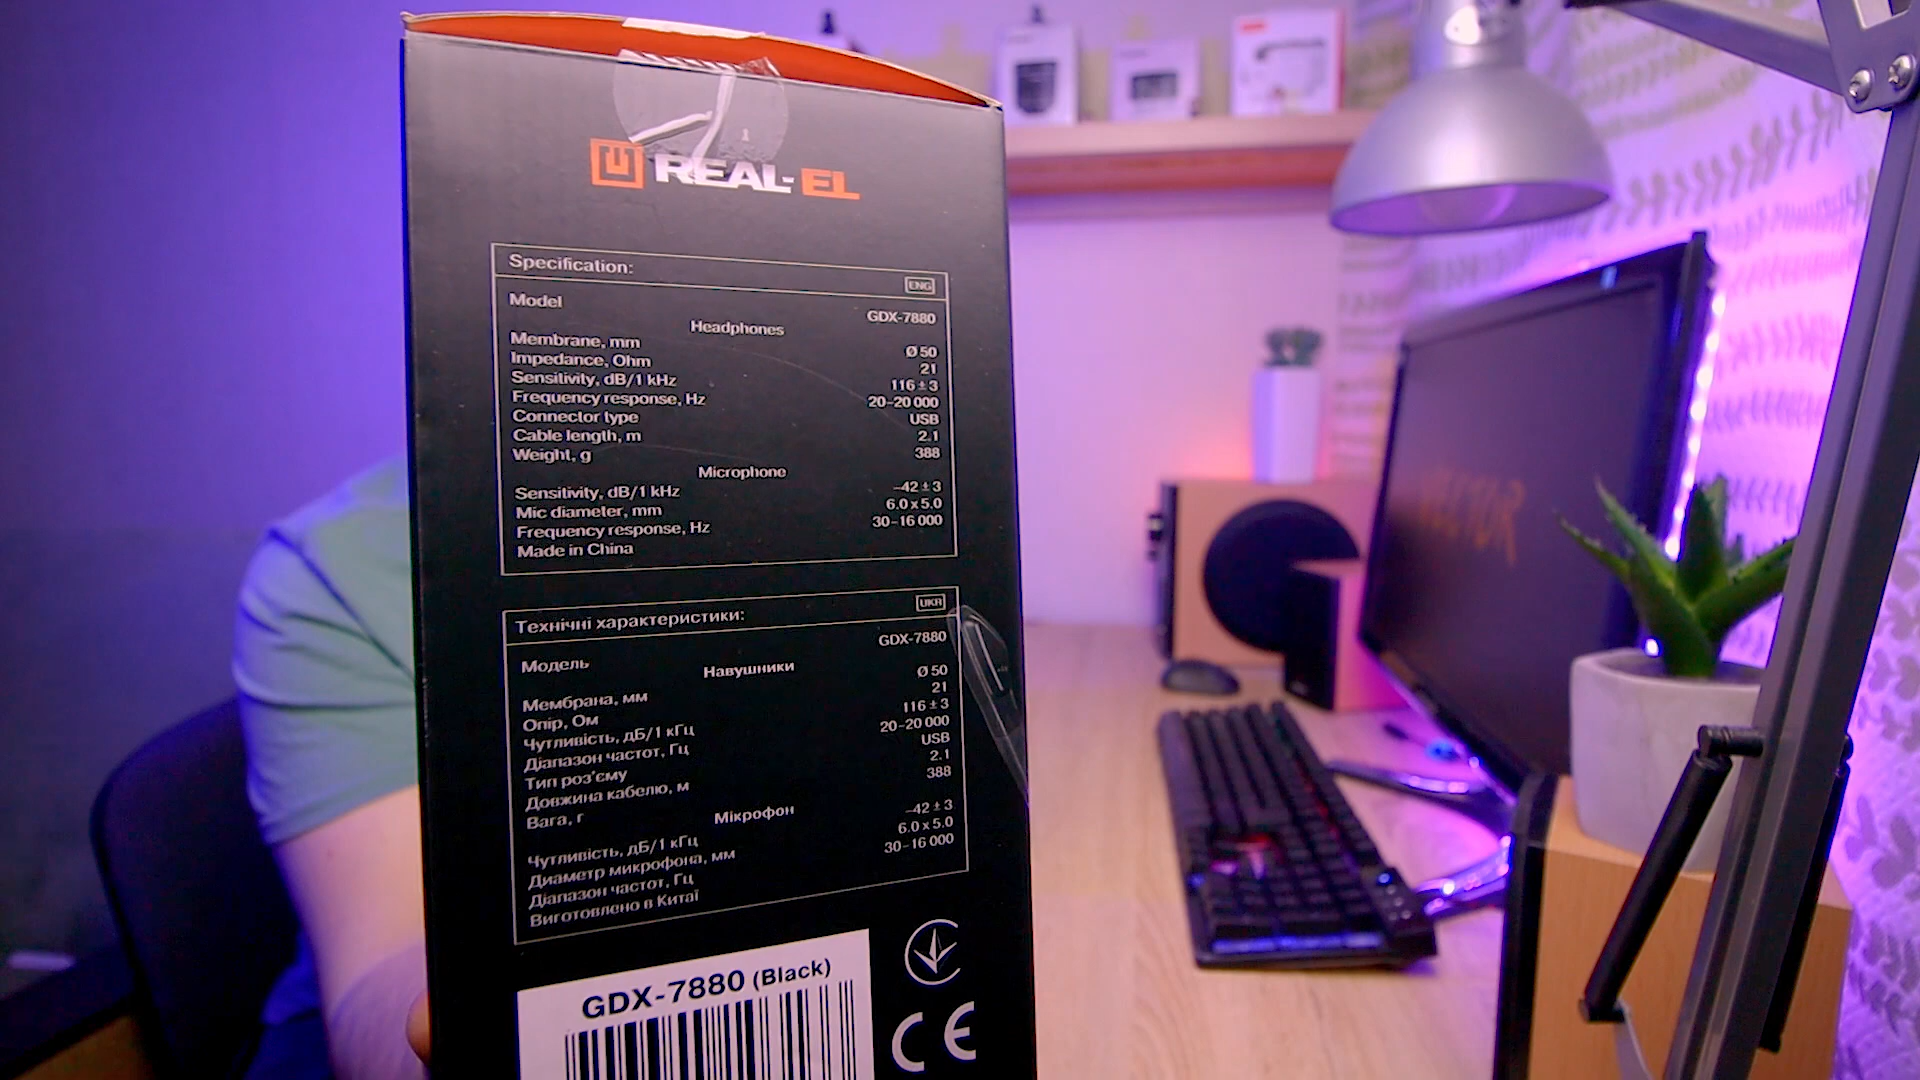 REAL-EL
Specification:
ENG
Model GDX-7880
Headphones
Membrane, mm Ø 50
Impedance, Ohm 21
Sensitivity, dB/1 kHz 116±3
Frequency response, Hz 20-20 000
Connector type USB
Cable length, m 2.1
Weight, g 388
Microphone
Sensitivity, dB/1 kHz –42±3
Mic diameter, mm 6.0 x 5.0
Frequency response, Hz 30-16 000
Made in China
Технічні характеристики:
UKR
Модель GDX-7880
Навушники
Мембрана, мм Ø 50
Опір, Ом 21
Чутливість, дБ/1 кГц 116±3
Діапазон частот, Гц 20-20 000
Тип роз'єму USB
Довжина кабелю, м 2.1
Вага, г 388
Мікрофон
Чутливість, дБ/1 кГц –42±3
Диаметр микрофона, мм 6.0 x 5.0
Діапазон частот, Гц 30-16 000
Виготовлено в Китаї
GDX-7880 (Black)
CE